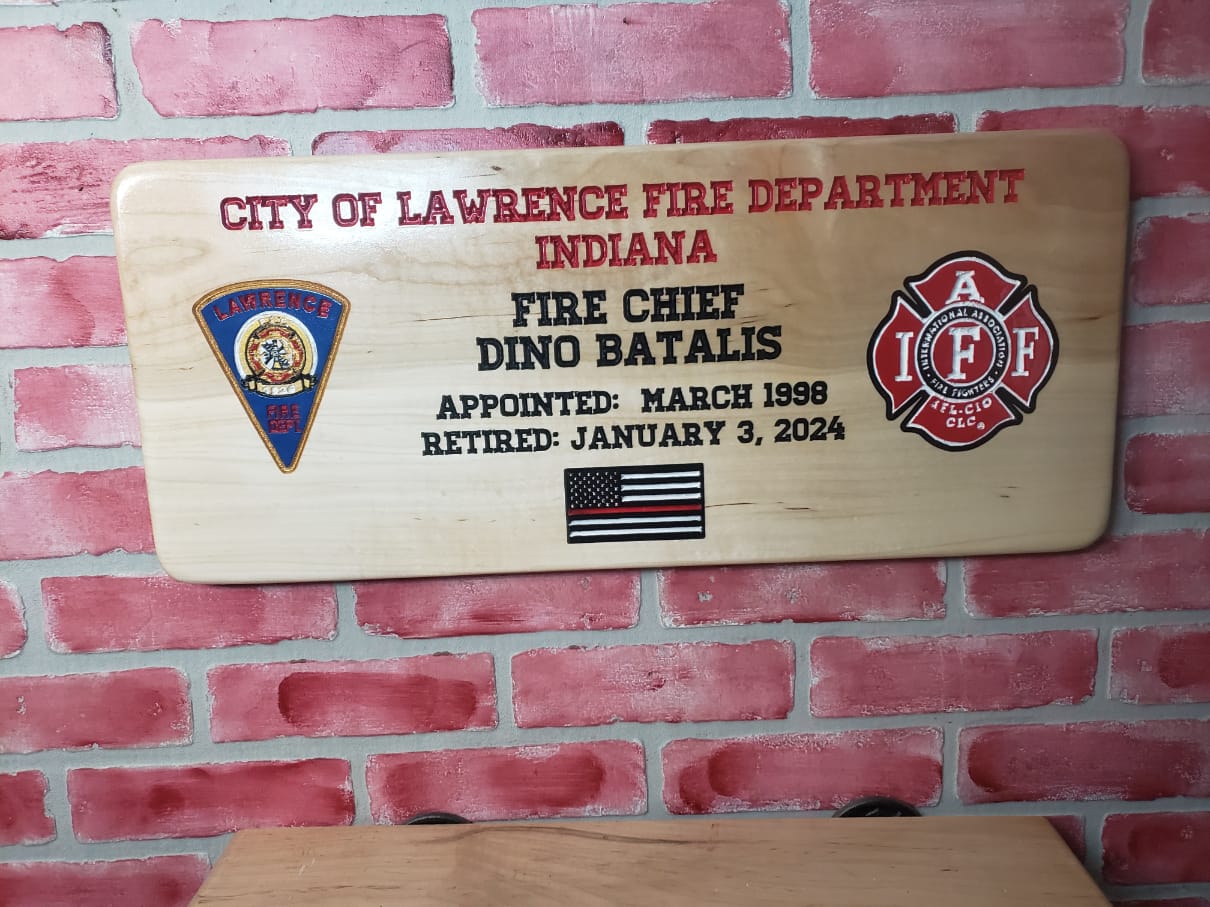 CITY OF LAWRENCE FIRE DEPARTMENT
INDIANA
FIRE CHIEF
DINO BATALIS
APPOINTED: MARCH 1998
RETIRED: JANUARY 3, 2024
LAWRENCE
FIRE
DEPT
A
I F F
INTERNATIONAL ASSOCIATION
FIRE FIGHTERS
AFL-CIO
CLC